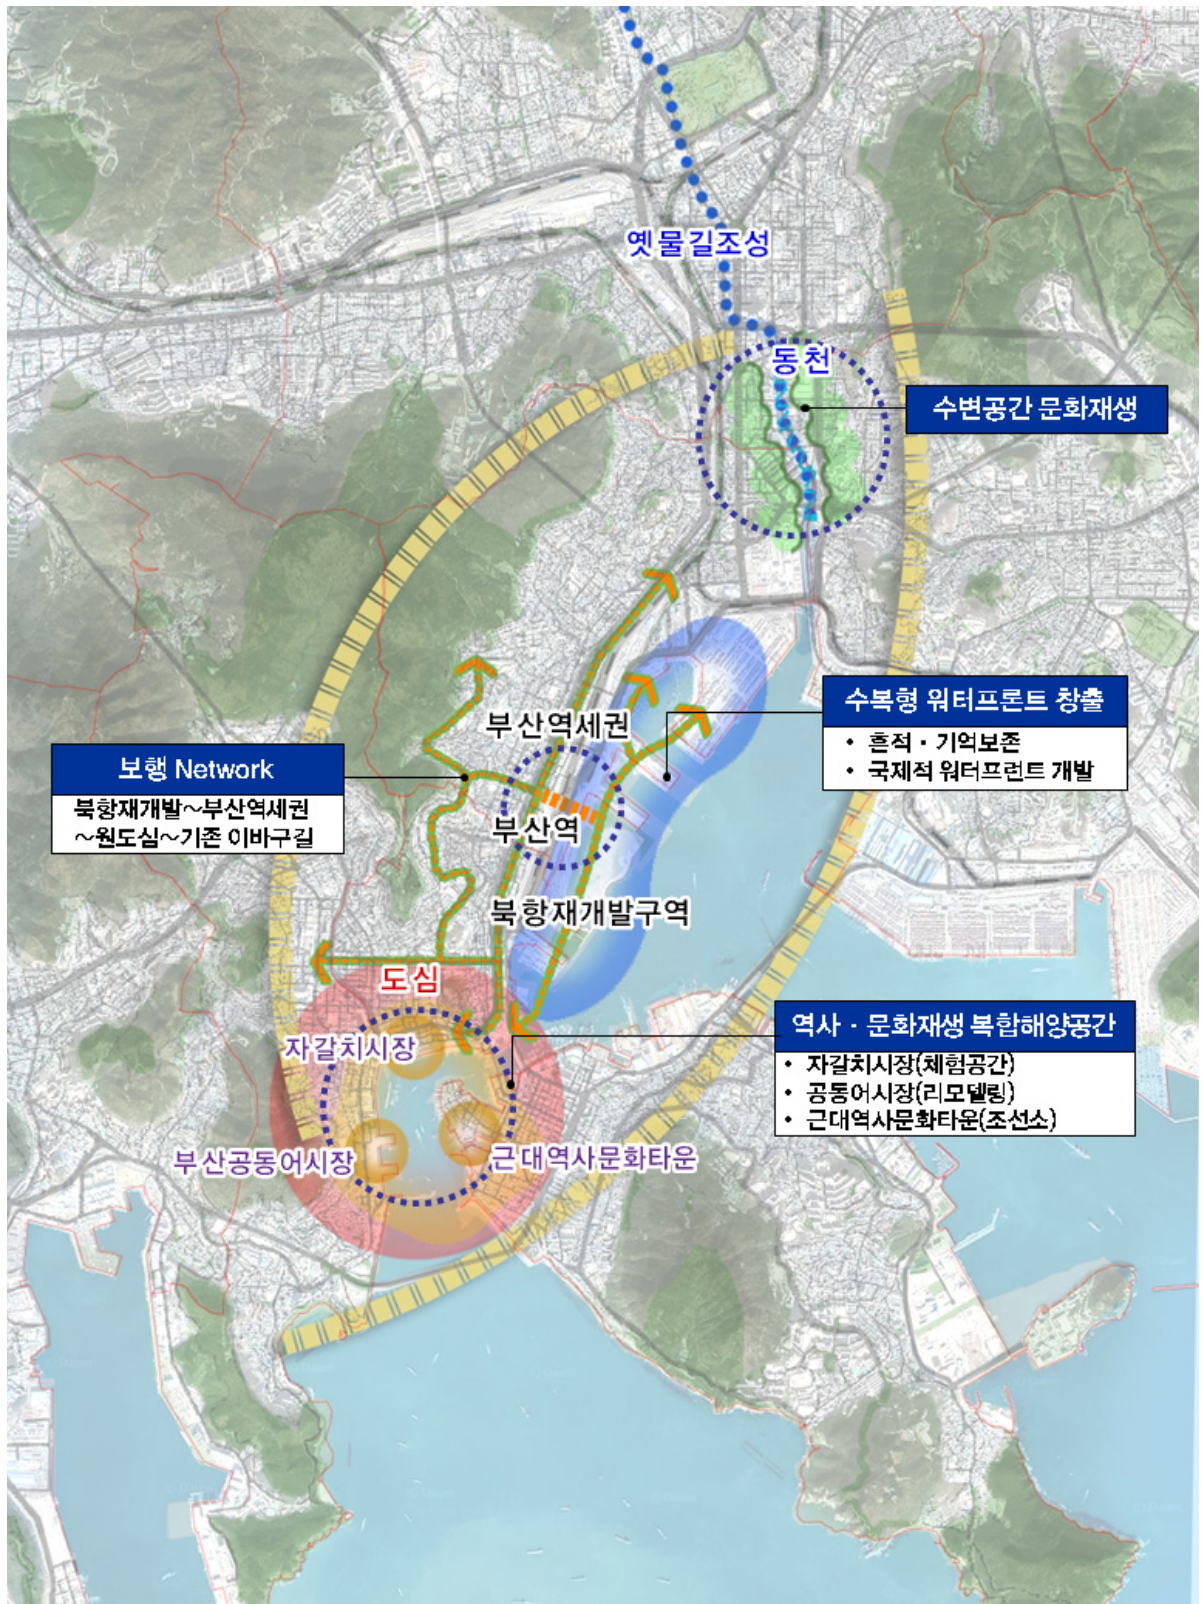 옛물길조성
동천
수변공간 문화재생
수복형 워터프론트 창출
• 흔적 · 기억보존
• 국제적 워터프런트 개발
부산역세권
보행 Network
북항재개발~부산역세권
~원도심~기존 이바구길
부산역
북항재개발구역
도심
역사 · 문화재생 복합해양공간
• 자갈치시장(체험공간)
• 공동어시장(리모델링)
• 근대역사문화타운(조선소)
자갈치시장
부산공동어시장
근대역사문화타운